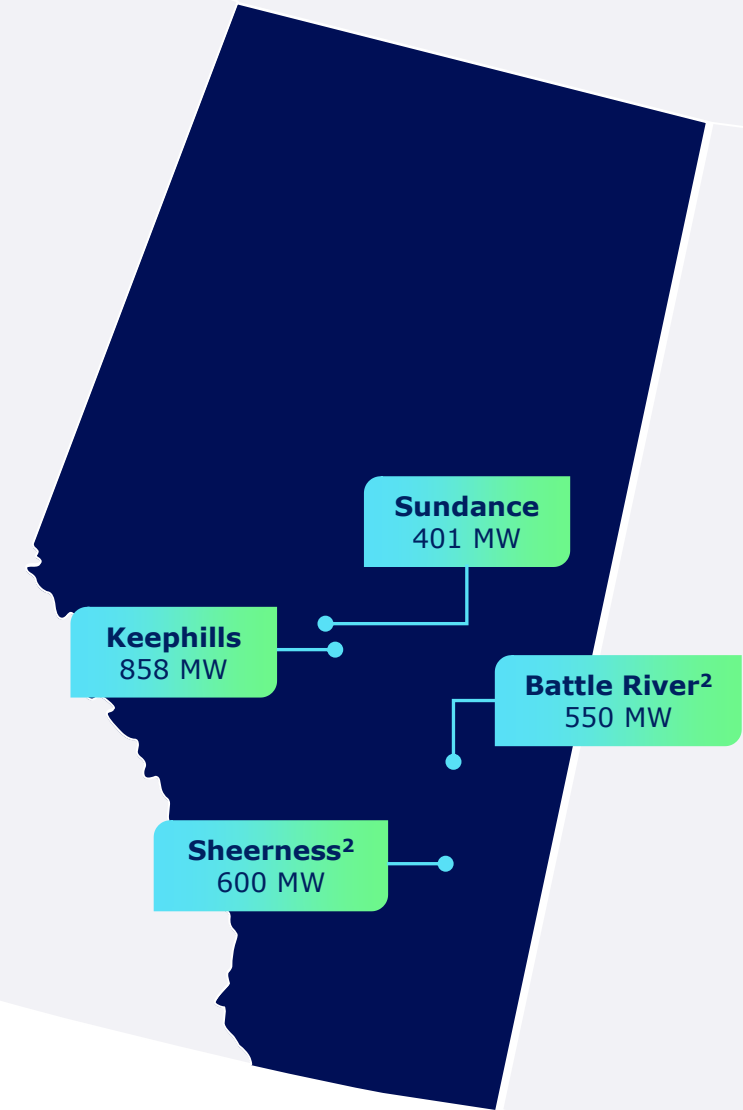 Sundance
401 MW
Keephills
858 MW
Battle River²
550 MW
Sheerness²
600 MW